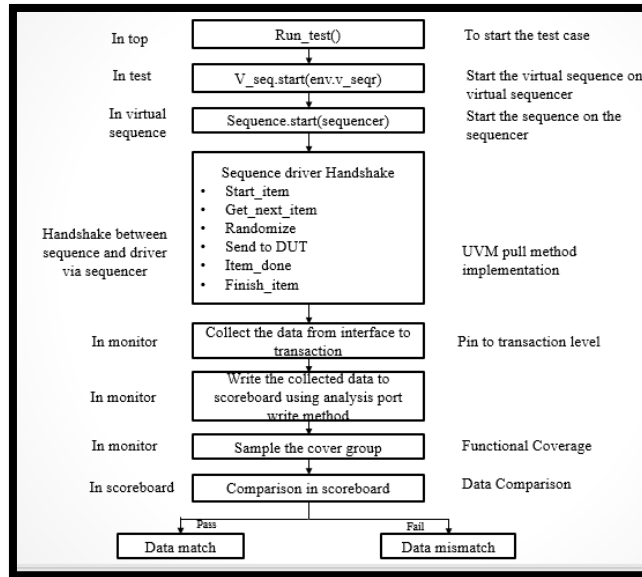 In top
Run_test()
To start the test case
In test
V_seq.start(env.v_seqr)
Start the virtual sequence on
virtual sequencer
In virtual
sequence
Sequence.start(sequencer)
Start the sequence on the
sequencer
Handshake between
sequence and driver
via sequencer
Sequence driver Handshake
• Start_item
• Get_next_item
• Randomize
• Send to DUT
• Item_done
• Finish_item
UVM pull method
implementation
In monitor
Collect the data from interface to
transaction
Pin to transaction level
In monitor
Write the collected data to
scoreboard using analysis port
write method
In monitor
Sample the cover group
Functional Coverage
In scoreboard
Comparison in scoreboard
Data Comparison
Pass
Fail
Data match
Data mismatch